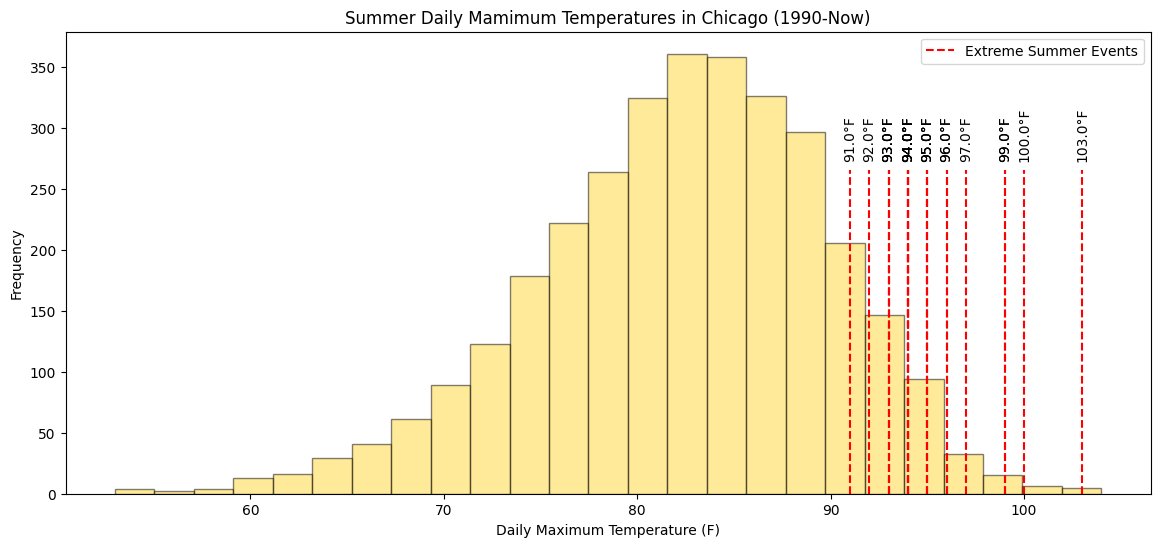 Summer Daily Mamimum Temperatures in Chicago (1990-Now)
Extreme Summer Events
350
300
250
200
150
100
50
0
Frequency
91.0°F
92.0°F
93.0°F
94.0°F
95.0°F
96.0°F
97.0°F
99.0°F
100.0°F
103.0°F
60
70
80
90
100
Daily Maximum Temperature (F)